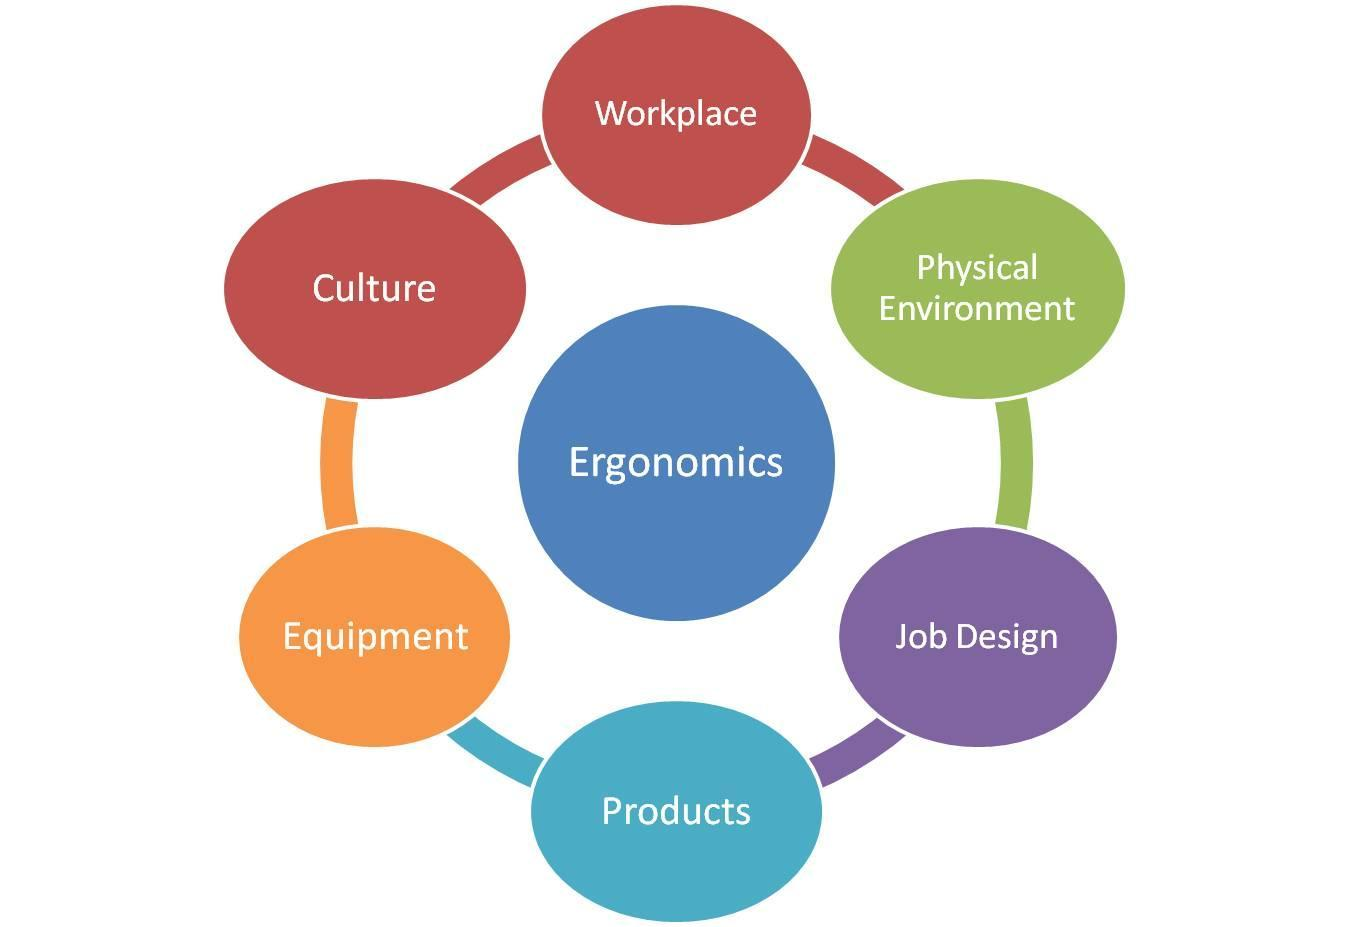 Workplace
Physical
Environment
Job Design
Products
Equipment
Culture
Ergonomics